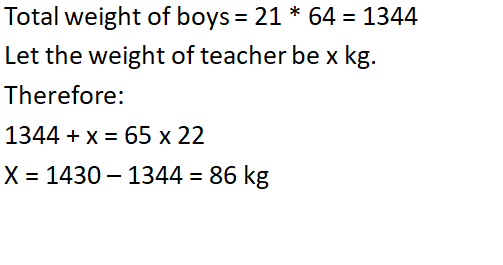 Total weight of boys = 21 * 64 = 1344
Let the weight of teacher be x kg.
Therefore:
1344 + x = 65 x 22
X = 1430 – 1344 = 86 kg